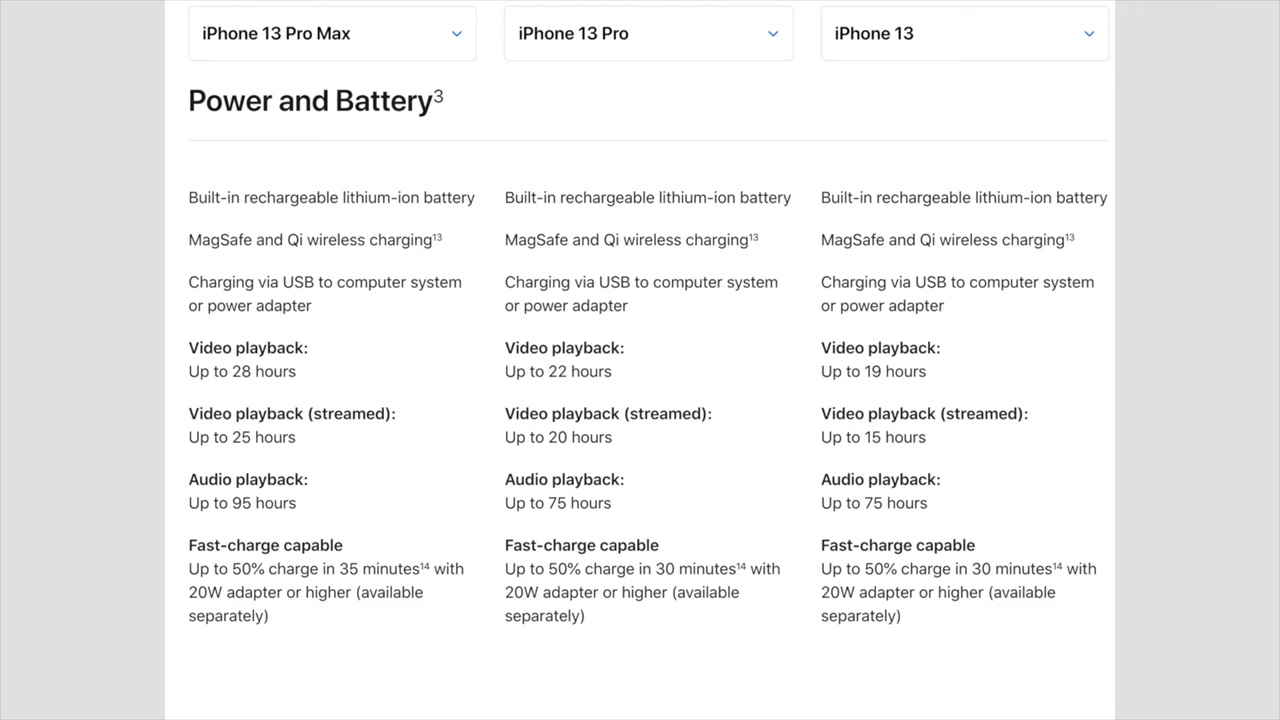 iPhone 13 Pro Max
iPhone 13 Pro
iPhone 13
Power and Battery³
Built-in rechargeable lithium-ion battery
MagSafe and Qi wireless charging¹³
Charging via USB to computer system
or power adapter
Video playback:
Up to 28 hours
Video playback (streamed):
Up to 25 hours
Audio playback:
Up to 95 hours
Fast-charge capable
Up to 50% charge in 35 minutes¹⁴ with
20W adapter or higher (available
separately)
Built-in rechargeable lithium-ion battery
MagSafe and Qi wireless charging¹³
Charging via USB to computer system
or power adapter
Video playback:
Up to 22 hours
Video playback (streamed):
Up to 20 hours
Audio playback:
Up to 75 hours
Fast-charge capable
Up to 50% charge in 30 minutes¹⁴ with
20W adapter or higher (available
separately)
Built-in rechargeable lithium-ion battery
MagSafe and Qi wireless charging¹³
Charging via USB to computer system
or power adapter
Video playback:
Up to 19 hours
Video playback (streamed):
Up to 15 hours
Audio playback:
Up to 75 hours
Fast-charge capable
Up to 50% charge in 30 minutes¹⁴ with
20W adapter or higher (available
separately)